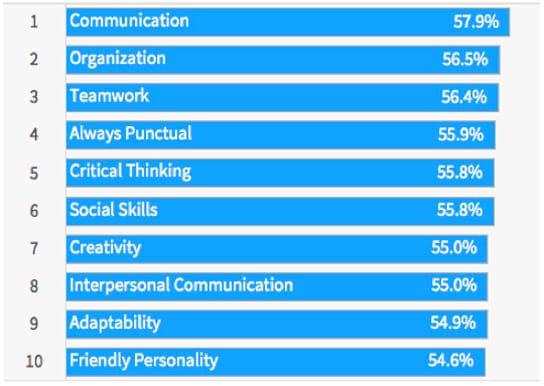 1 Communication 57.9%
2 Organization 56.5%
3 Teamwork 56.4%
4 Always Punctual 55.9%
5 Critical Thinking 55.8%
6 Social Skills 55.8%
7 Creativity 55.0%
8 Interpersonal Communication 55.0%
9 Adaptability 54.9%
10 Friendly Personality 54.6%